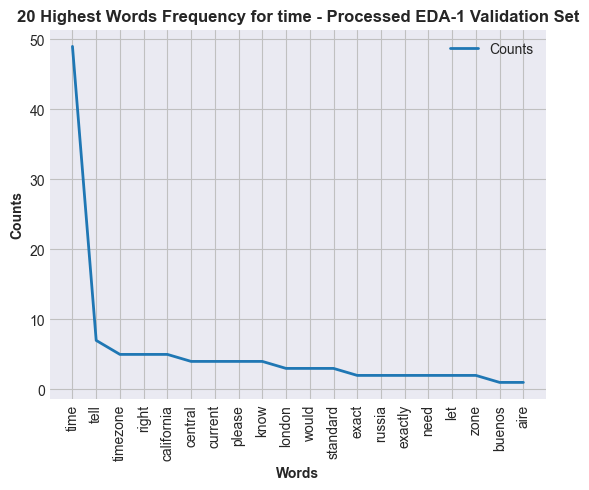 20 Highest Words Frequency for time - Processed EDA-1 Validation Set
Counts
50
40
30
20
10
0
Counts
time
tell
timezone
right
california
central
current
please
know
london
would
standard
exact
russia
exactly
need
let
zone
buenos
aire
Words